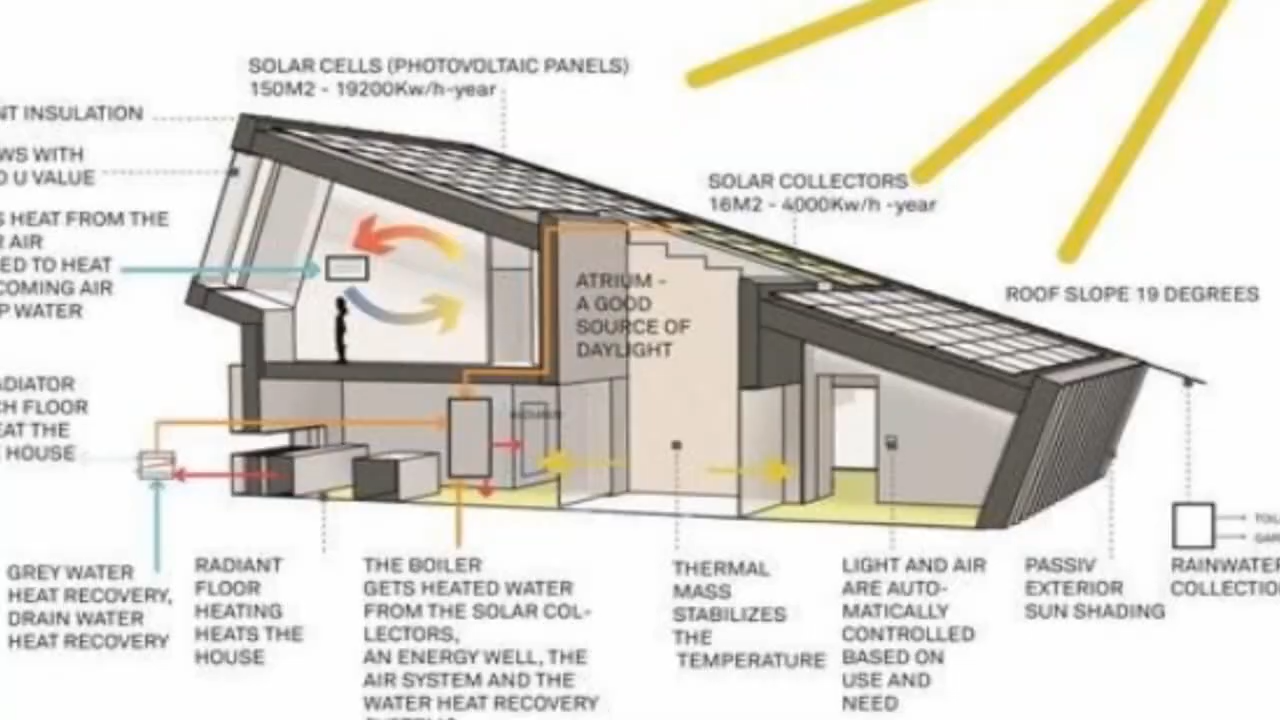 SOLAR CELLS (PHOTOVOLTAIC PANELS)
150M2 - 19200Kw/h-year
NT INSULATION
WS WITH
U VALUE
SOLAR COLLECTORS
16M2 - 4000Kw/h -year
S HEAT FROM THE
R AIR
ED TO HEAT
COMING AIR
P WATER
ROOF SLOPE 19 DEGREES
ATRIUM -
A GOOD
SOURCE OF
DAYLIGHT
ADIATOR
CH FLOOR
EAT THE
HOUSE
GREY WATER
HEAT RECOVERY,
DRAIN WATER
HEAT RECOVERY
RADIANT
FLOOR
HEATING
HEATS THE
HOUSE
THE BOILER
GETS HEATED WATER
FROM THE SOLAR COL-
LECTORS,
AN ENERGY WELL, THE
AIR SYSTEM AND THE
WATER HEAT RECOVERY
THERMAL
MASS
STABILIZES
THE
TEMPERATURE
LIGHT AND AIR
ARE AUTO-
MATICALLY
CONTROLLED
BASED ON
USE AND
NEED
PASSIV
EXTERIOR
SUN SHADING
RAINWATER
COLLECTIO